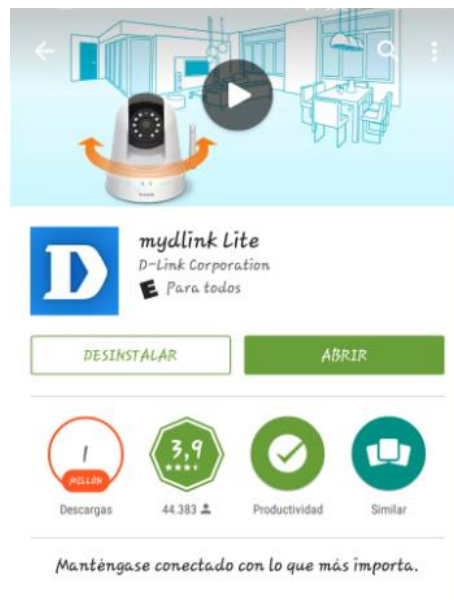 mydlink Lite
D-Link Corporation
E Para todos
DESINSTALAR
ABRIR
1
MILLÓN
Descargas
3,9
44.383
Productividad
Similar
Manténgase conectado con lo que más importa.